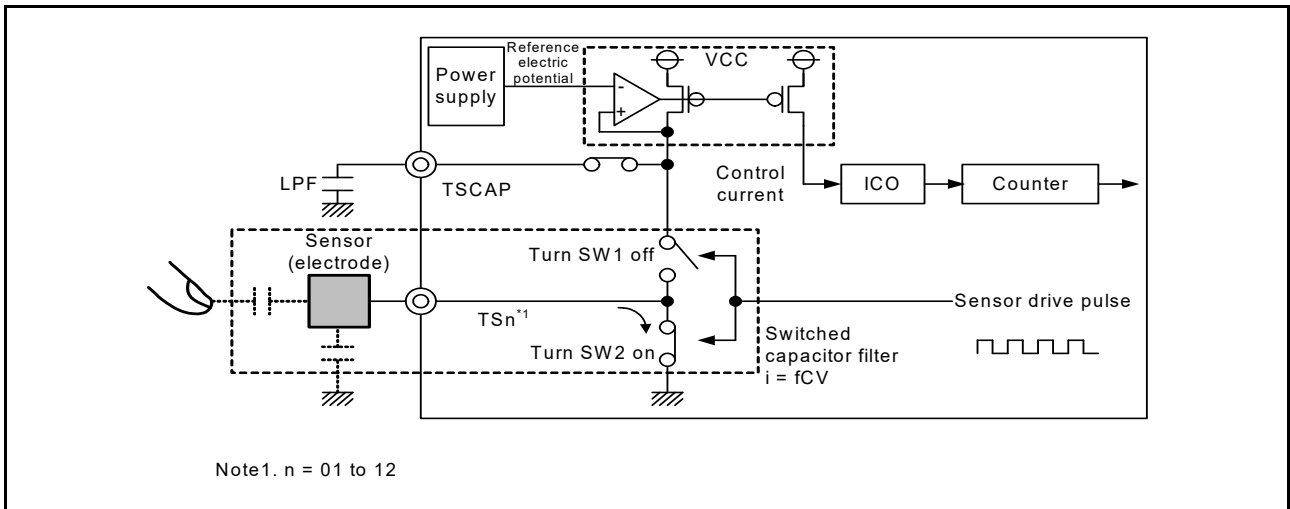 Power
supply
Reference
electric
potential
VCC
-
+
LPF
TSCAP
Control
current
ICO
Counter
Sensor
(electrode)
Turn SW1 off
TSn*1
Turn SW2 on
Sensor drive pulse
Switched
capacitor filter
i = fCV
Note1. n = 01 to 12